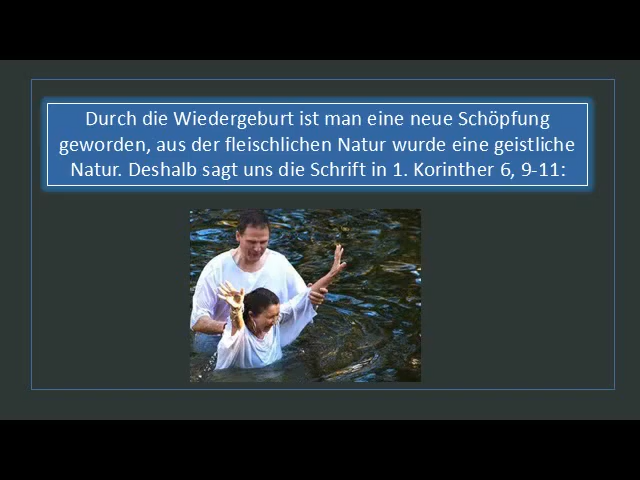 Durch die Wiedergeburt ist man eine neue Schöpfung
geworden, aus der fleischlichen Natur wurde eine geistliche
Natur. Deshalb sagt uns die Schrift in 1. Korinther 6, 9-11: